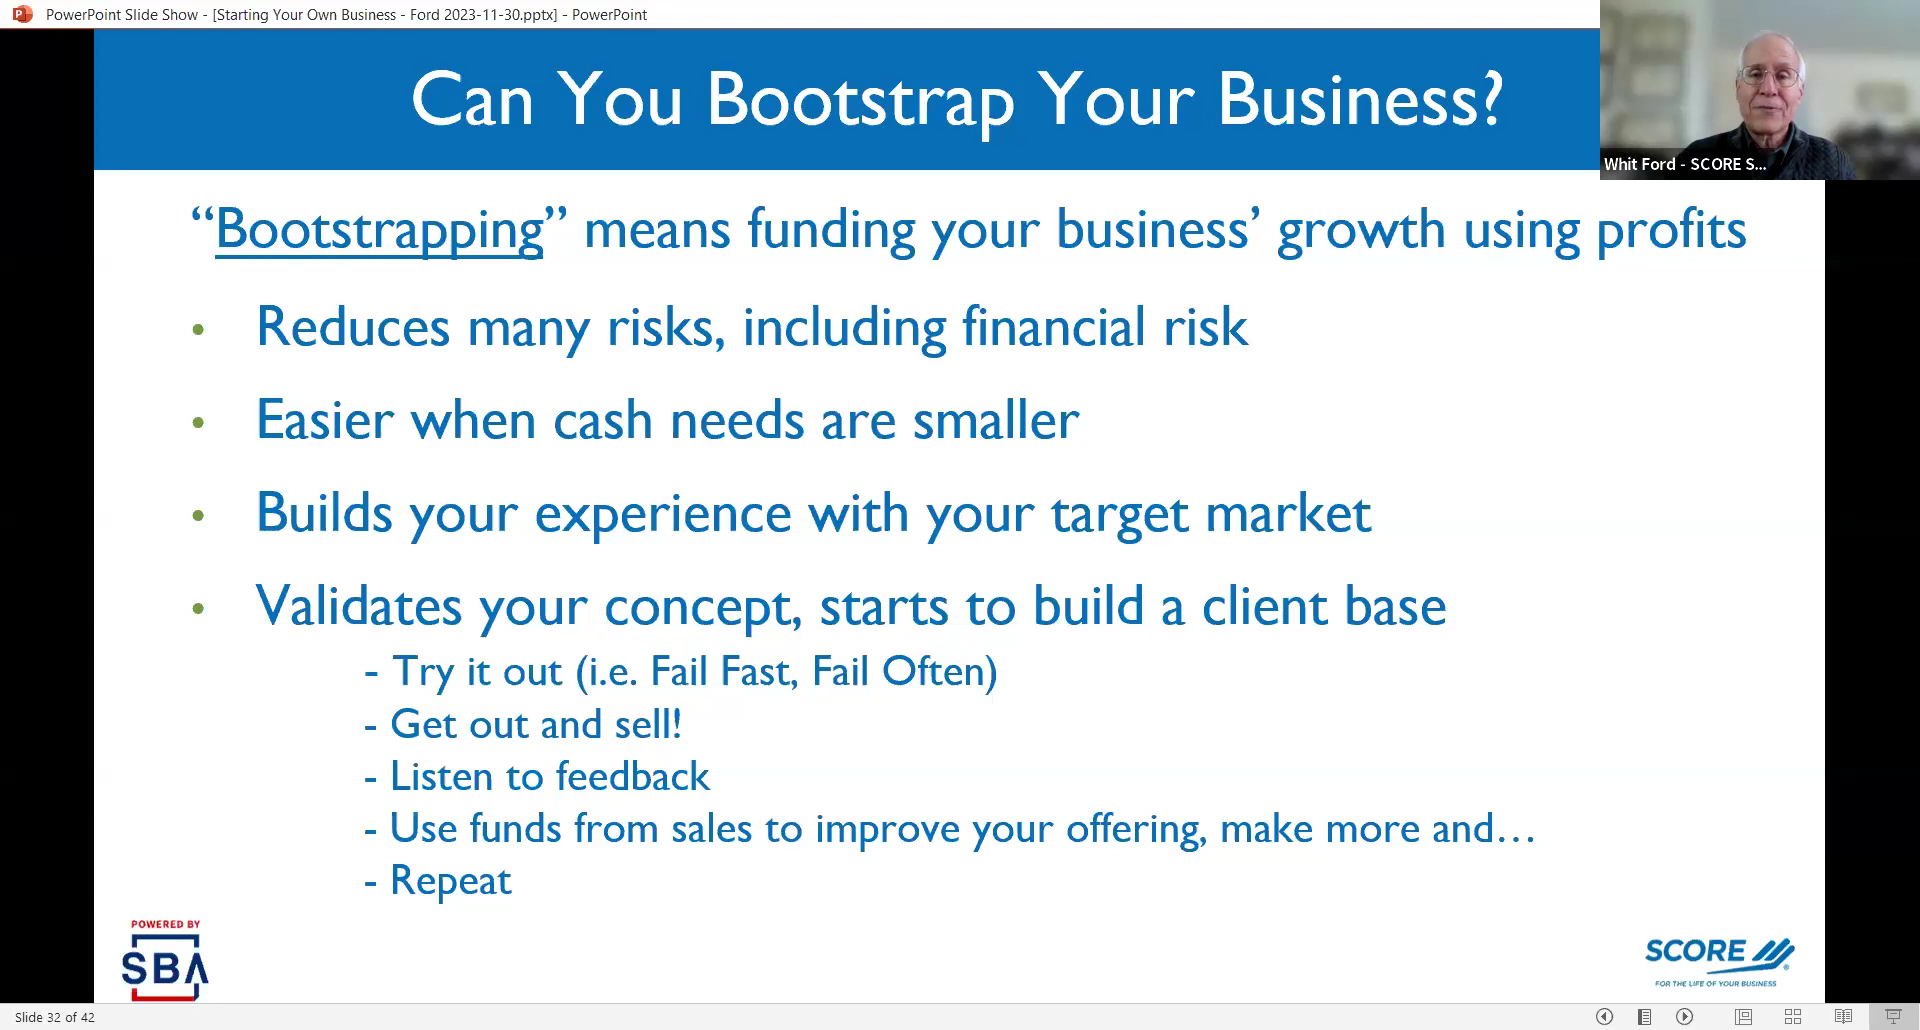 PowerPoint Slide Show - [Starting Your Own Business - Ford 2023-11-30.pptx] - PowerPoint
Can You Bootstrap Your Business?
Whit Ford - SCORE S...
“Bootstrapping” means funding your business’ growth using profits
• Reduces many risks, including financial risk
• Easier when cash needs are smaller
• Builds your experience with your target market
• Validates your concept, starts to build a client base
- Try it out (i.e. Fail Fast, Fail Often)
- Get out and sell!
- Listen to feedback
- Use funds from sales to improve your offering, make more and…
- Repeat
POWERED BY
SBA
SCORE
FOR THE LIFE OF YOUR BUSINESS
Slide 32 of 42